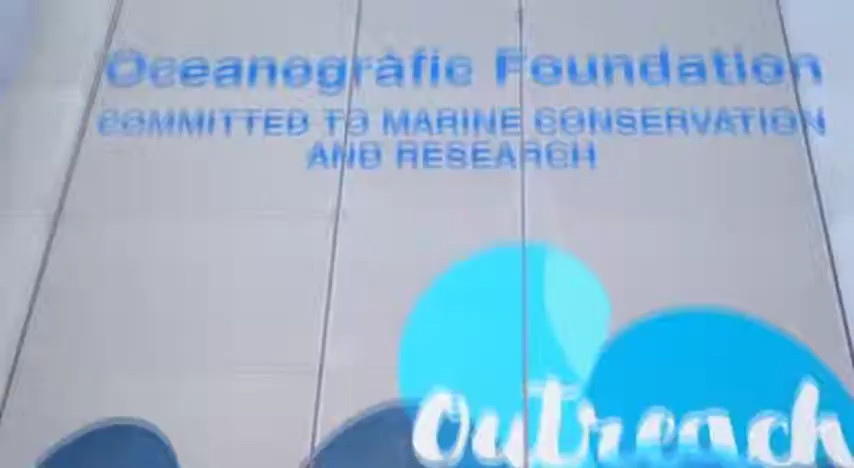 Oceanogràfic Foundation
COMMITTED TO MARINE CONSERVATION
AND RESEARCH
Outreach